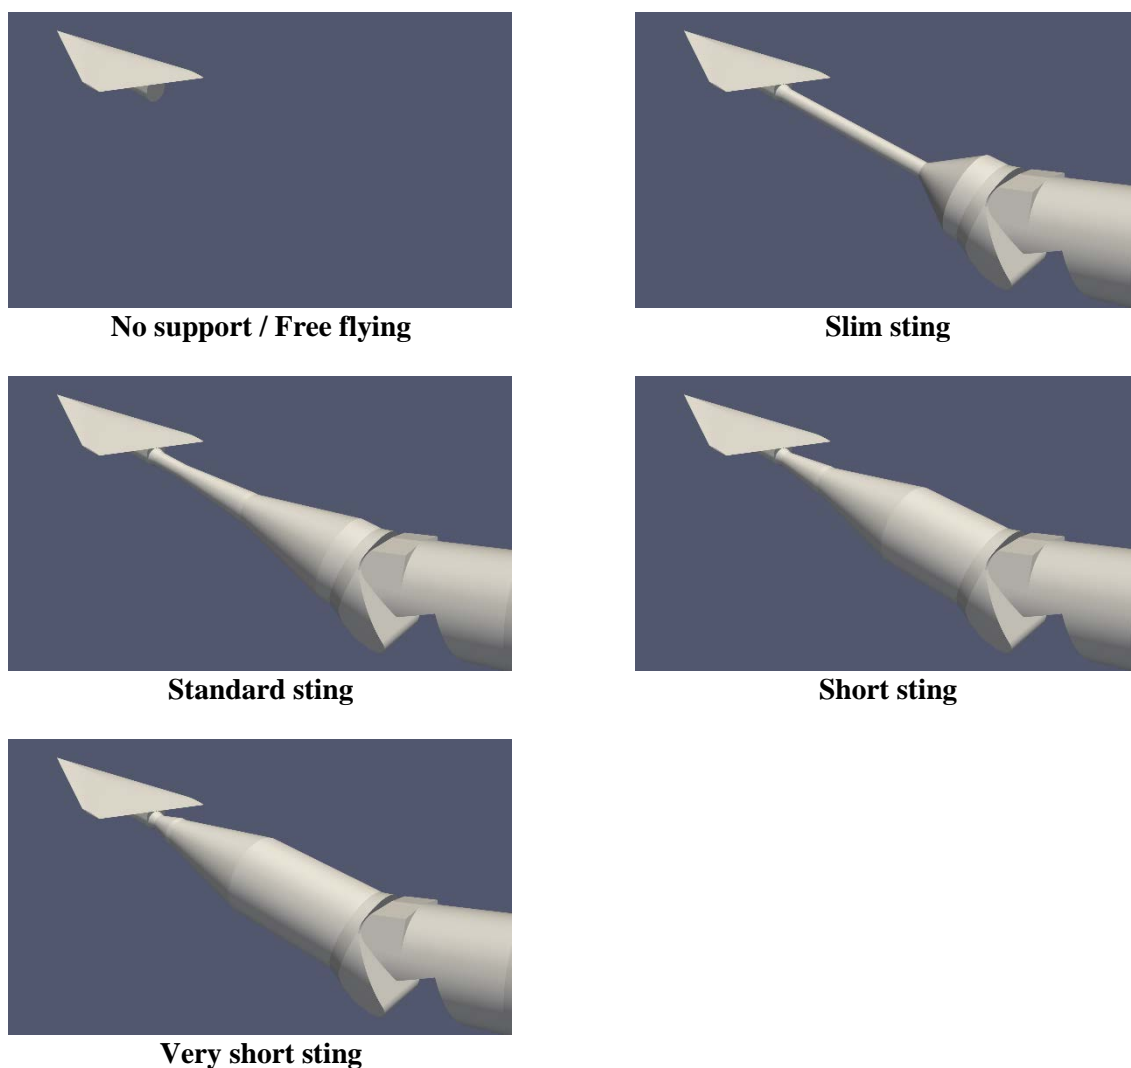 No support / Free flying
Slim sting
Standard sting
Short sting
Very short sting